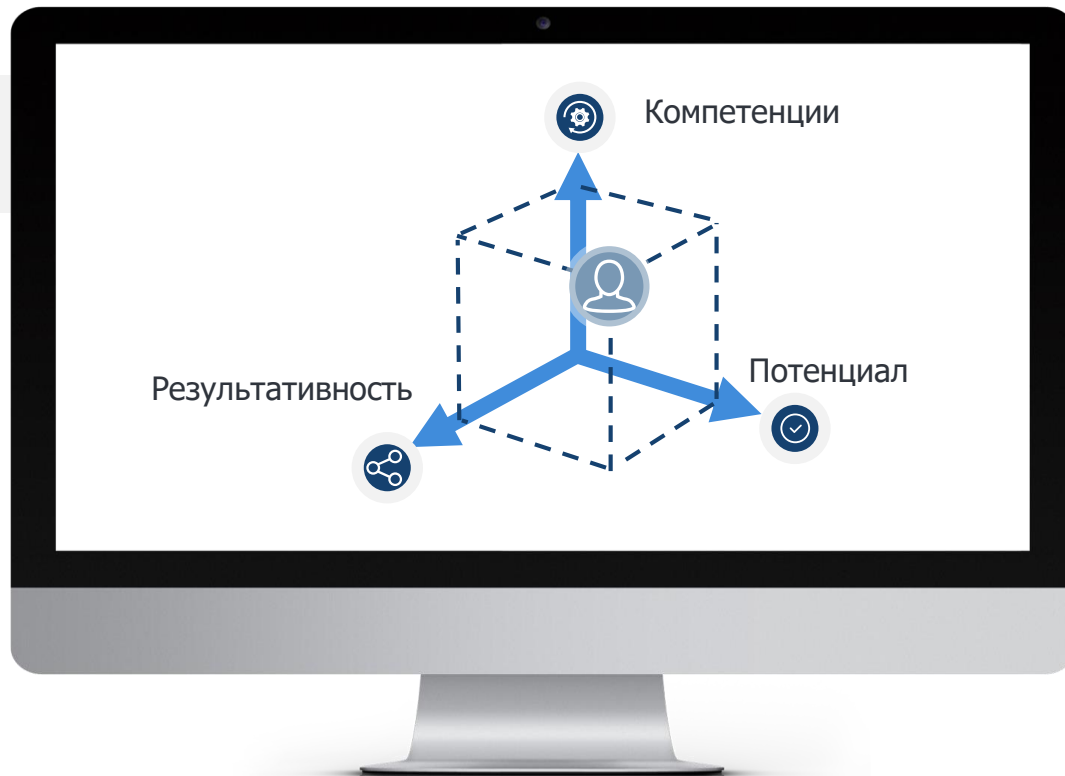 Компетенции
Потенциал
Результативность